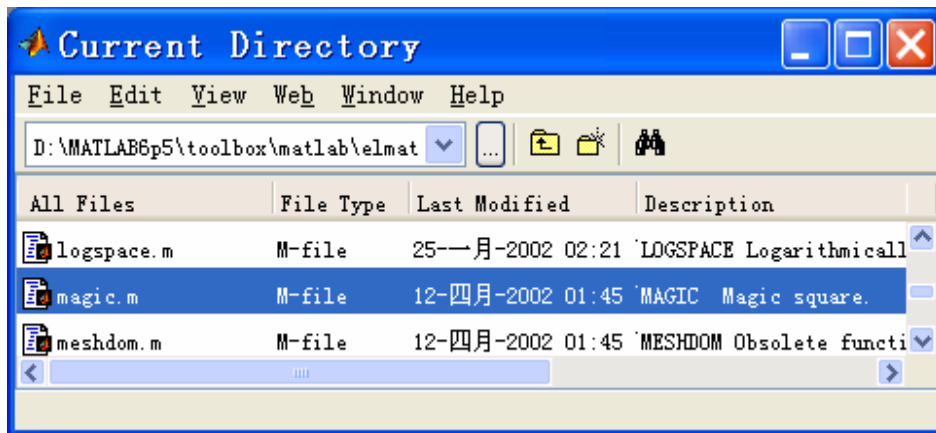 Current Directory
File Edit View Web Window Help
D:\MATLAB6p5\toolbox\matlab\elmat ...
All Files File Type Last Modified Description
logspace.m M-file 25-一月-2002 02:21 LOGSPACE Logarithmicall
magic.m M-file 12-四月-2002 01:45 MAGIC Magic square.
meshdom.m M-file 12-四月-2002 01:45 MESHDOM Obsolete functi